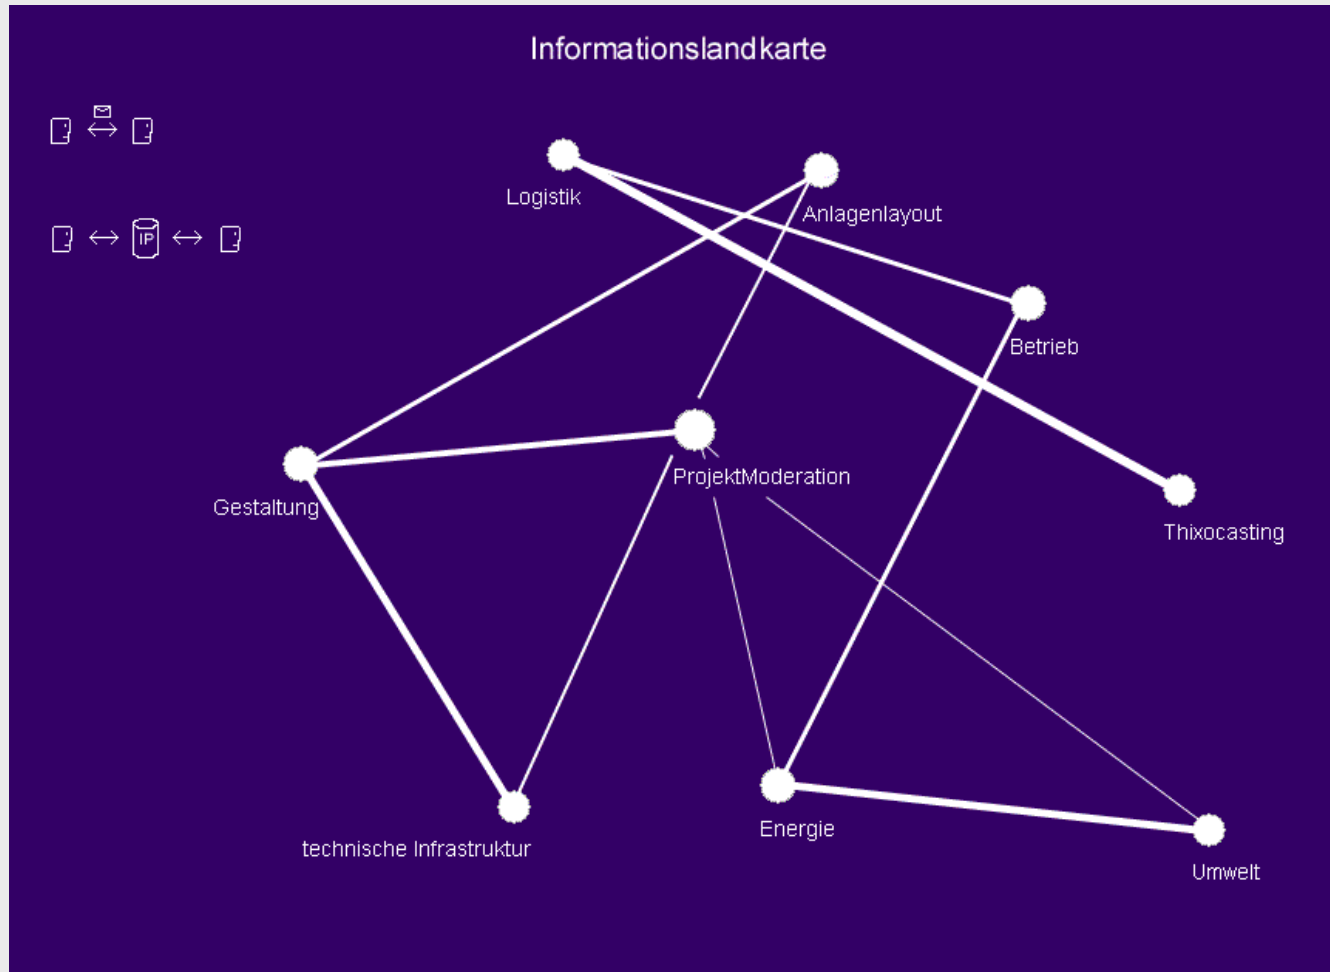 Informationslandkarte
Logistik
Anlagenlayout
IP
Betrieb
ProjektModeration
Gestaltung
Thixocasting
Energie
technische Infrastruktur
Umwelt